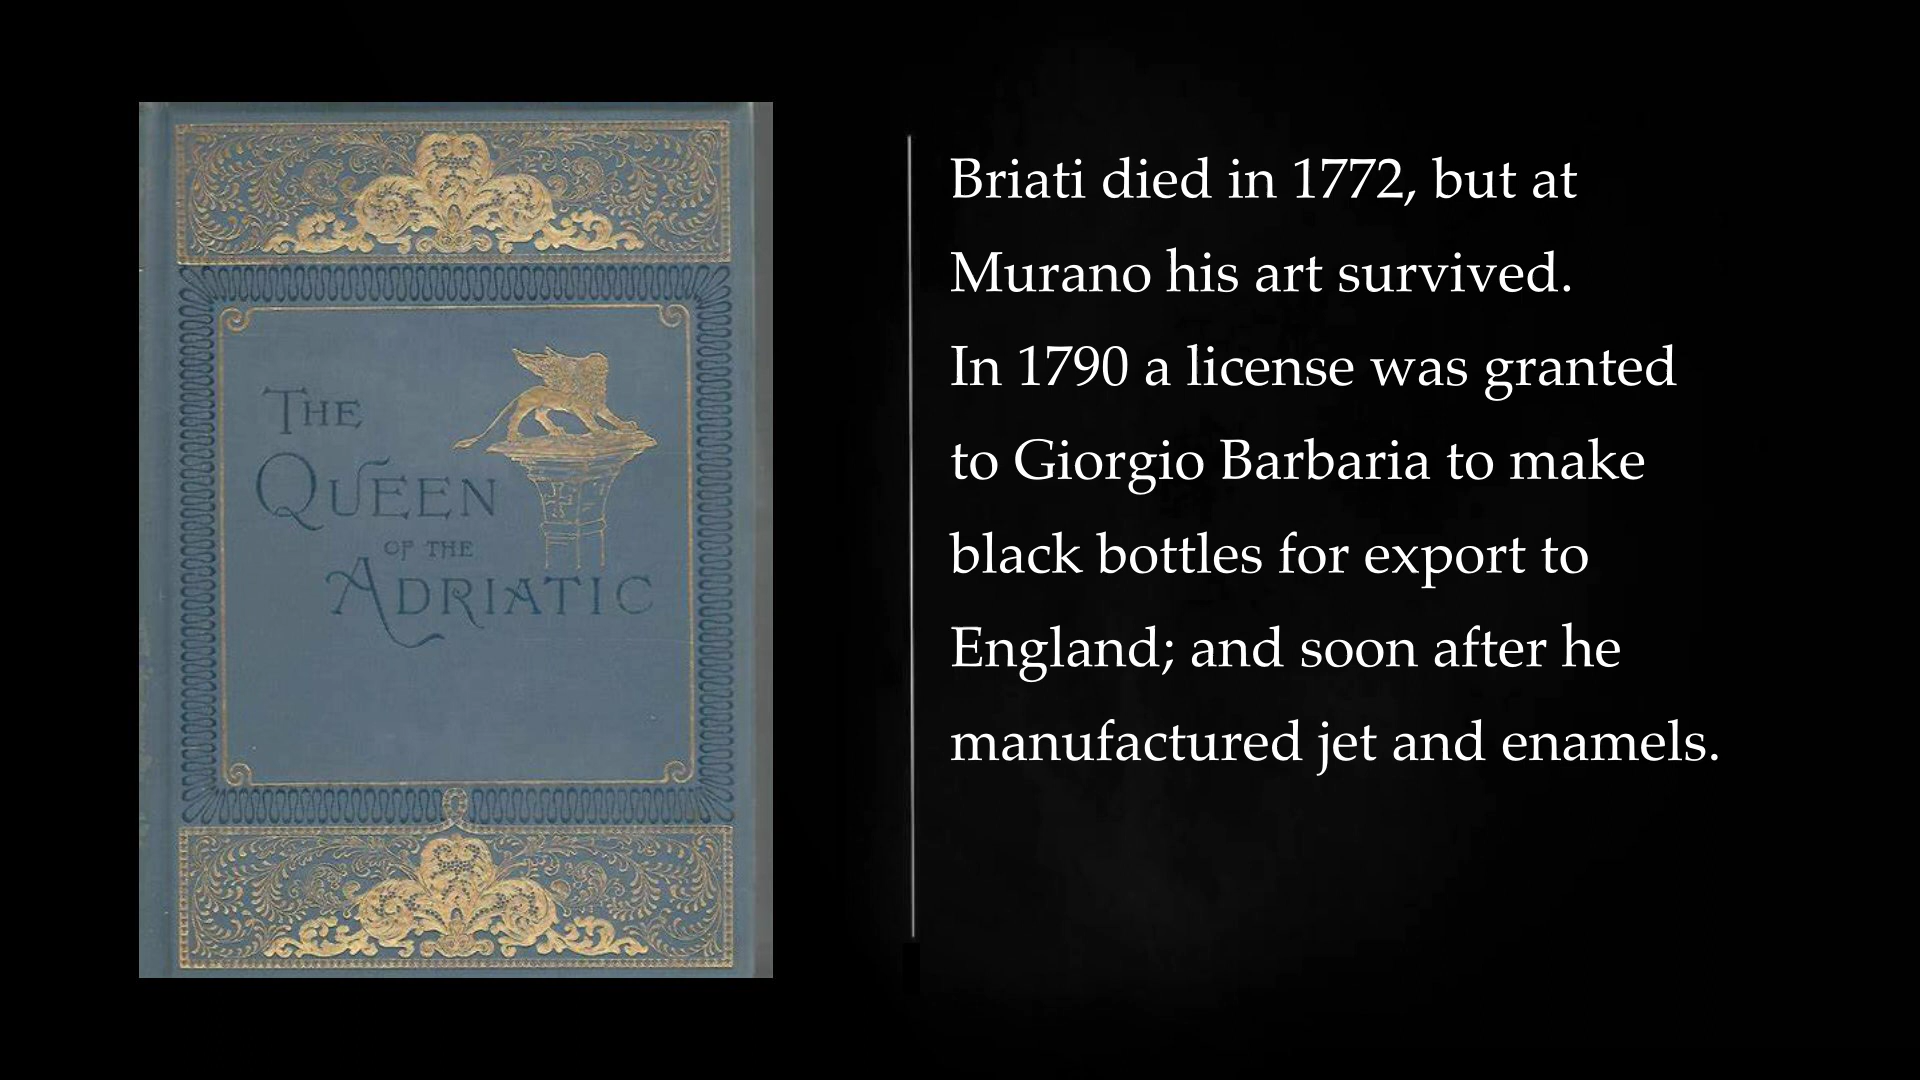 THE
QUEEN
OF THE
ADRIATIC
Briati died in 1772, but at
Murano his art survived.
In 1790 a license was granted
to Giorgio Barbaria to make
black bottles for export to
England; and soon after he
manufactured jet and enamels.